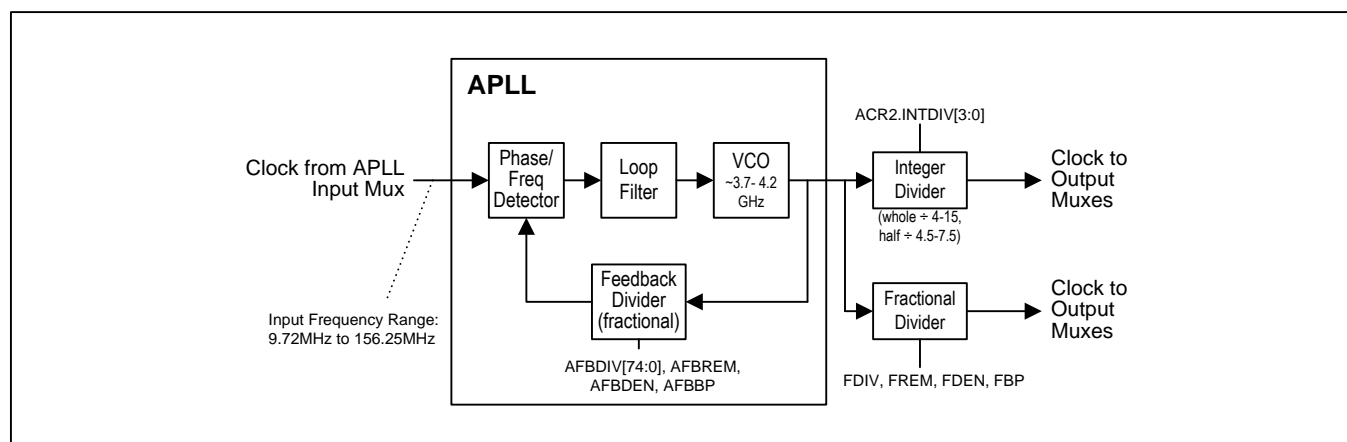 APLL
ACR2.INTDIV[3:0]
Clock from APLL
Input Mux
Phase/
Freq
Detector
Loop
Filter
VCO
~3.7- 4.2
GHz
Integer
Divider
(whole ÷ 4-15,
half ÷ 4.5-7.5)
Clock to
Output
Muxes
Feedback
Divider
(fractional)
Fractional
Divider
Clock to
Output
Muxes
Input Frequency Range:
9.72MHz to 156.25MHz
AFBDIV[74:0], AFBREM,
AFBDEN, AFBBP
FDIV, FREM, FDEN, FBP